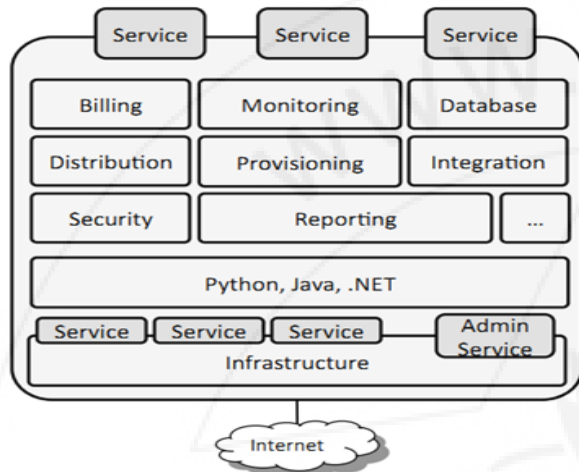 Service Service Service
Billing Monitoring Database
Distribution Provisioning Integration
Security Reporting ...
Python, Java, .NET
Service Service Service Admin
Service
Infrastructure
Internet